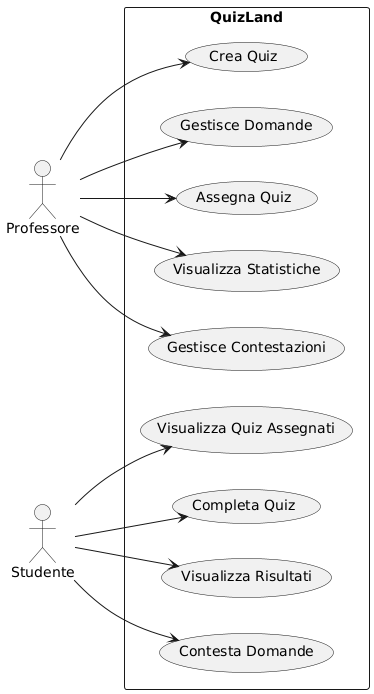 QuizLand
Crea Quiz
Gestisce Domande
Assegna Quiz
Professore
Visualizza Statistiche
Gestisce Contestazioni
Visualizza Quiz Assegnati
Completa Quiz
Studente
Visualizza Risultati
Contesta Domande